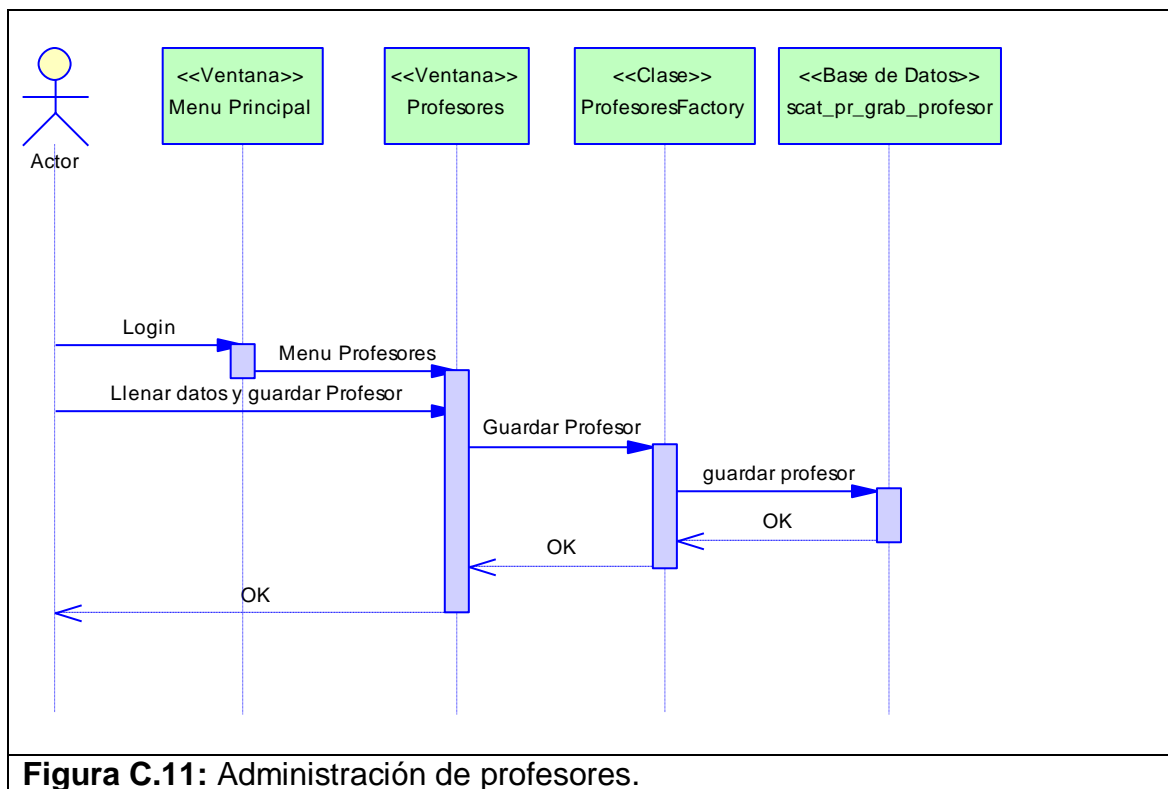 <<Ventana>>
Menu Principal
<<Ventana>>
Profesores
<<Clase>>
ProfesoresFactory
<<Base de Datos>>
scat_pr_grab_profesor
Actor
Login
Menu Profesores
Llenar datos y guardar Profesor
Guardar Profesor
guardar profesor
OK
OK
OK
Figura C.11: Administración de profesores.